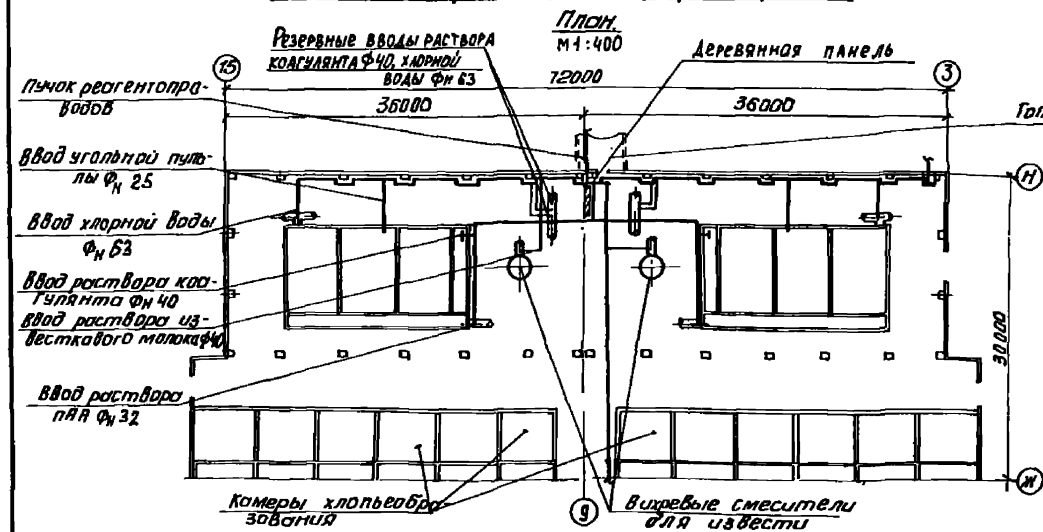 План.
М 1:400
Резервные вводы раствора
коагулянта ф40, хлорной
воды фн 63
Деревянная панель
15
72000
3
Пучок реагентопро-
водов
36000
36000
Ввод угольной пуль-
пы фн 25
Н
Ввод хлорной воды
фн 63
Ввод раствора коа-
гулянта фн 40
Ввод раствора из-
весткового молока ф40
30000
Ввод раствора
ПАА фн 32
Камеры хлопьеобра-
зования
9
Вихревые смесители
для извести
Ж